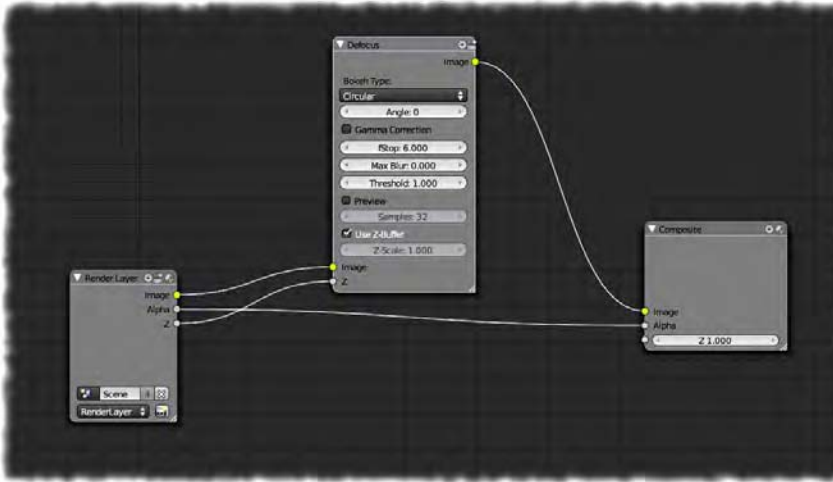 Defocus
Image
Bokeh Type:
Circular
Angle: 0
Gamma Correction
fStop: 6.000
Max Blur: 0.000
Threshold: 1.000
Preview
Samples: 32
Use Z-Buffer
Z-Scale: 1.000
Image
Z
Render Layer
Image
Alpha
Z
Scene
RenderLayer
Composite
Image
Alpha
Z 1.000